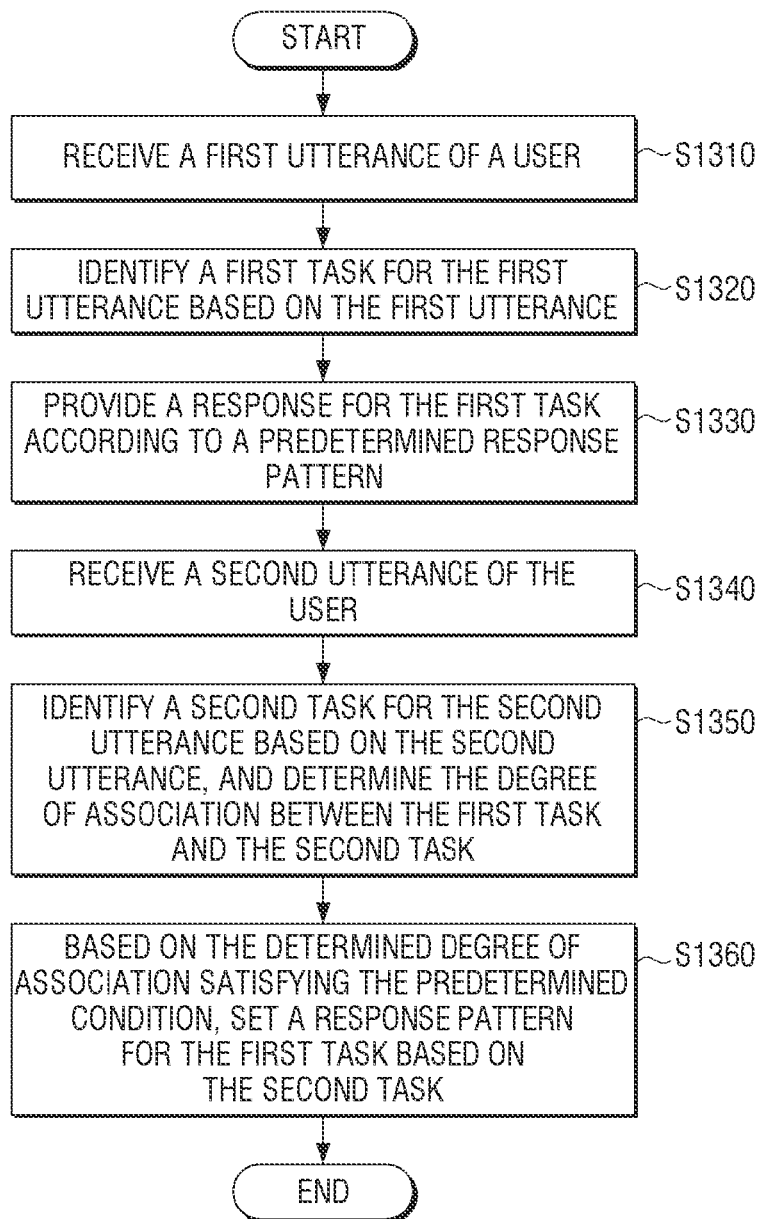 START
RECEIVE A FIRST UTTERANCE OF A USER
S1310
IDENTIFY A FIRST TASK FOR THE FIRST
UTTERANCE BASED ON THE FIRST UTTERANCE
S1320
PROVIDE A RESPONSE FOR THE FIRST TASK
ACCORDING TO A PREDETERMINED RESPONSE
PATTERN
S1330
RECEIVE A SECOND UTTERANCE OF THE
USER
S1340
IDENTIFY A SECOND TASK FOR THE SECOND
UTTERANCE BASED ON THE SECOND
UTTERANCE, AND DETERMINE THE DEGREE
OF ASSOCIATION BETWEEN THE FIRST TASK
AND THE SECOND TASK
S1350
BASED ON THE DETERMINED DEGREE OF
ASSOCIATION SATISFYING THE PREDETERMINED
CONDITION, SET A RESPONSE PATTERN
FOR THE FIRST TASK BASED ON
THE SECOND TASK
S1360
END